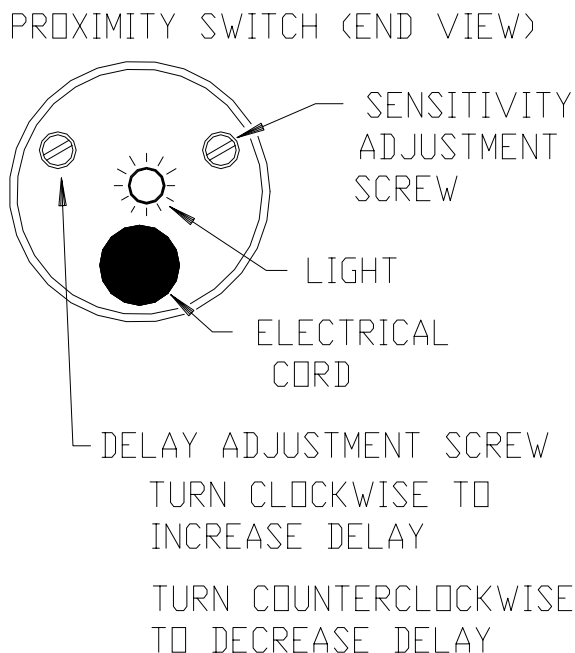 PROXIMITY SWITCH (END VIEW)
SENSITIVITY
ADJUSTMENT
SCREW
LIGHT
ELECTRICAL
CORD
DELAY ADJUSTMENT SCREW
TURN CLOCKWISE TO
INCREASE DELAY
TURN COUNTERCLOCKWISE
TO DECREASE DELAY